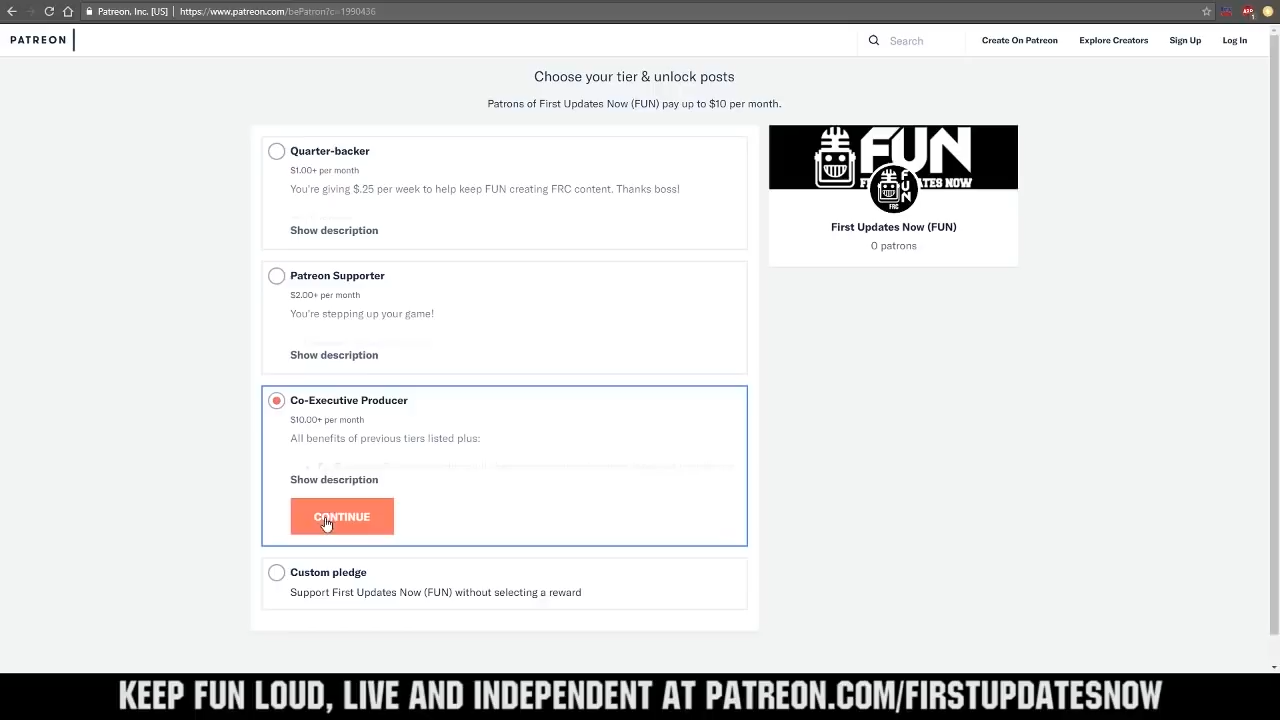 Patreon, Inc. [US] | https://www.patreon.com/bePatron?c=1990436
PATREON
Search
Create On Patreon
Explore Creators
Sign Up
Log In
Choose your tier & unlock posts
Patrons of First Updates Now (FUN) pay up to $10 per month.
Quarter-backer
$1.00+ per month
You're giving $.25 per week to help keep FUN creating FRC content. Thanks boss!
Show description
Patreon Supporter
$2.00+ per month
You're stepping up your game!
Show description
Co-Executive Producer
$10.00+ per month
All benefits of previous tiers listed plus:
Show description
CONTINUE
Custom pledge
Support First Updates Now (FUN) without selecting a reward
FUN
FUN
FRC
First Updates Now (FUN)
0 patrons
KEEP FUN LOUD, LIVE AND INDEPENDENT AT PATREON.COM/FIRSTUPDATESNOW